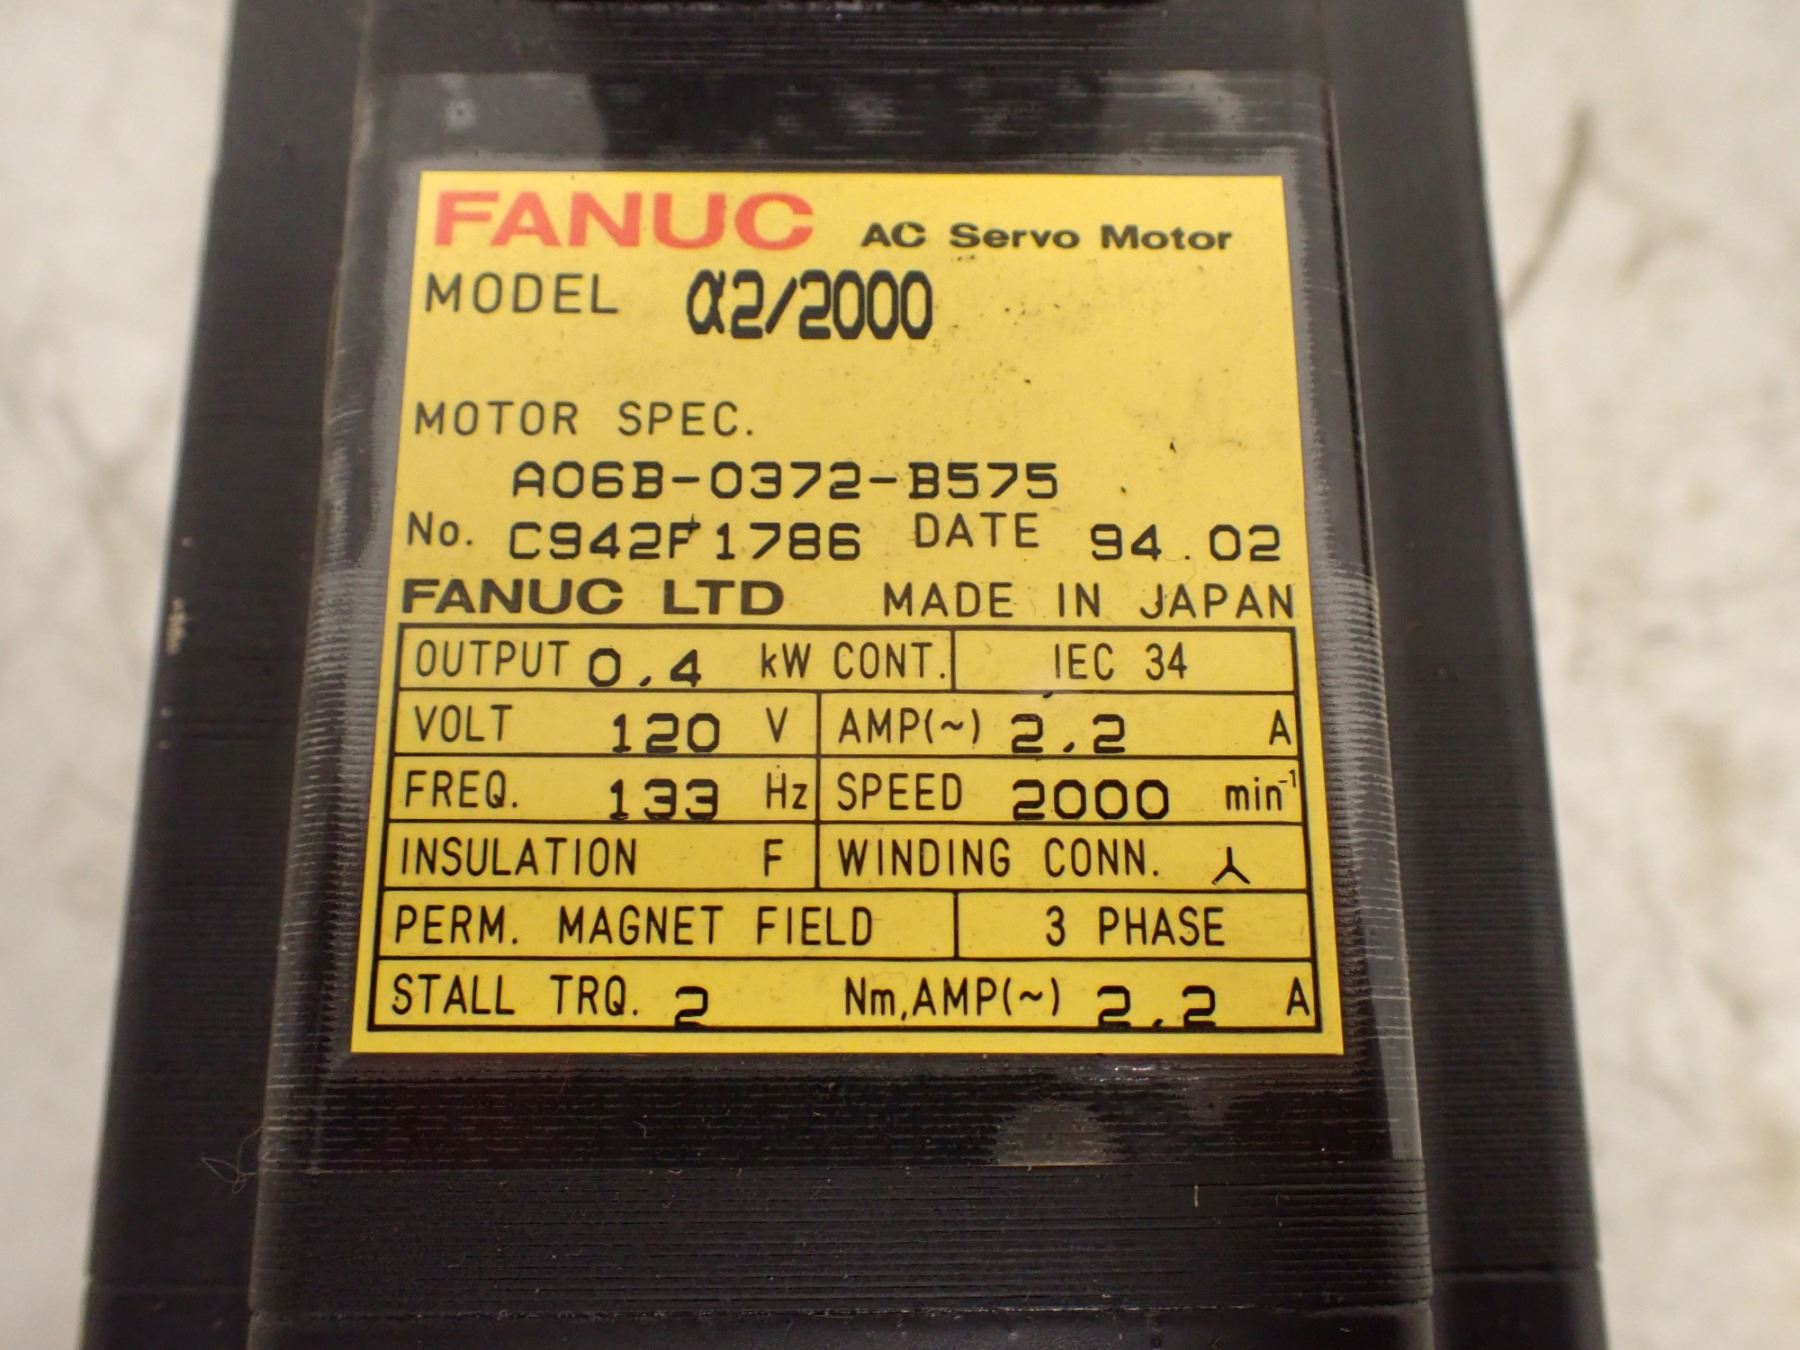 FANUC AC Servo Motor
MODEL α2/2000
MOTOR SPEC.
A06B-0372-B575
No. C942F1786 DATE 94.02
FANUC LTD MADE IN JAPAN
OUTPUT 0.4 kW CONT. IEC 34
VOLT 120 V AMP(~) 2.2 A
FREQ. 133 Hz SPEED 2000 min⁻¹
INSULATION F WINDING CONN. ⅄
PERM. MAGNET FIELD 3 PHASE
STALL TRQ. 2 Nm,AMP(~) 2.2 A